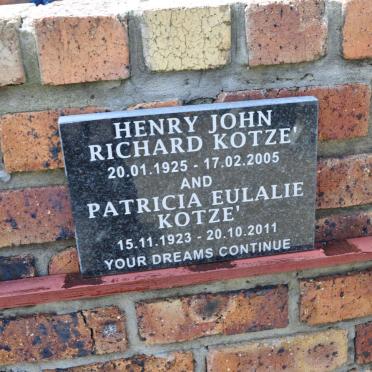 HENRY JOHN
RICHARD KOTZE'
20.01.1925 - 17.02.2005
AND
PATRICIA EULALIE
KOTZE'
15.11.1923 - 20.10.2011
YOUR DREAMS CONTINUE